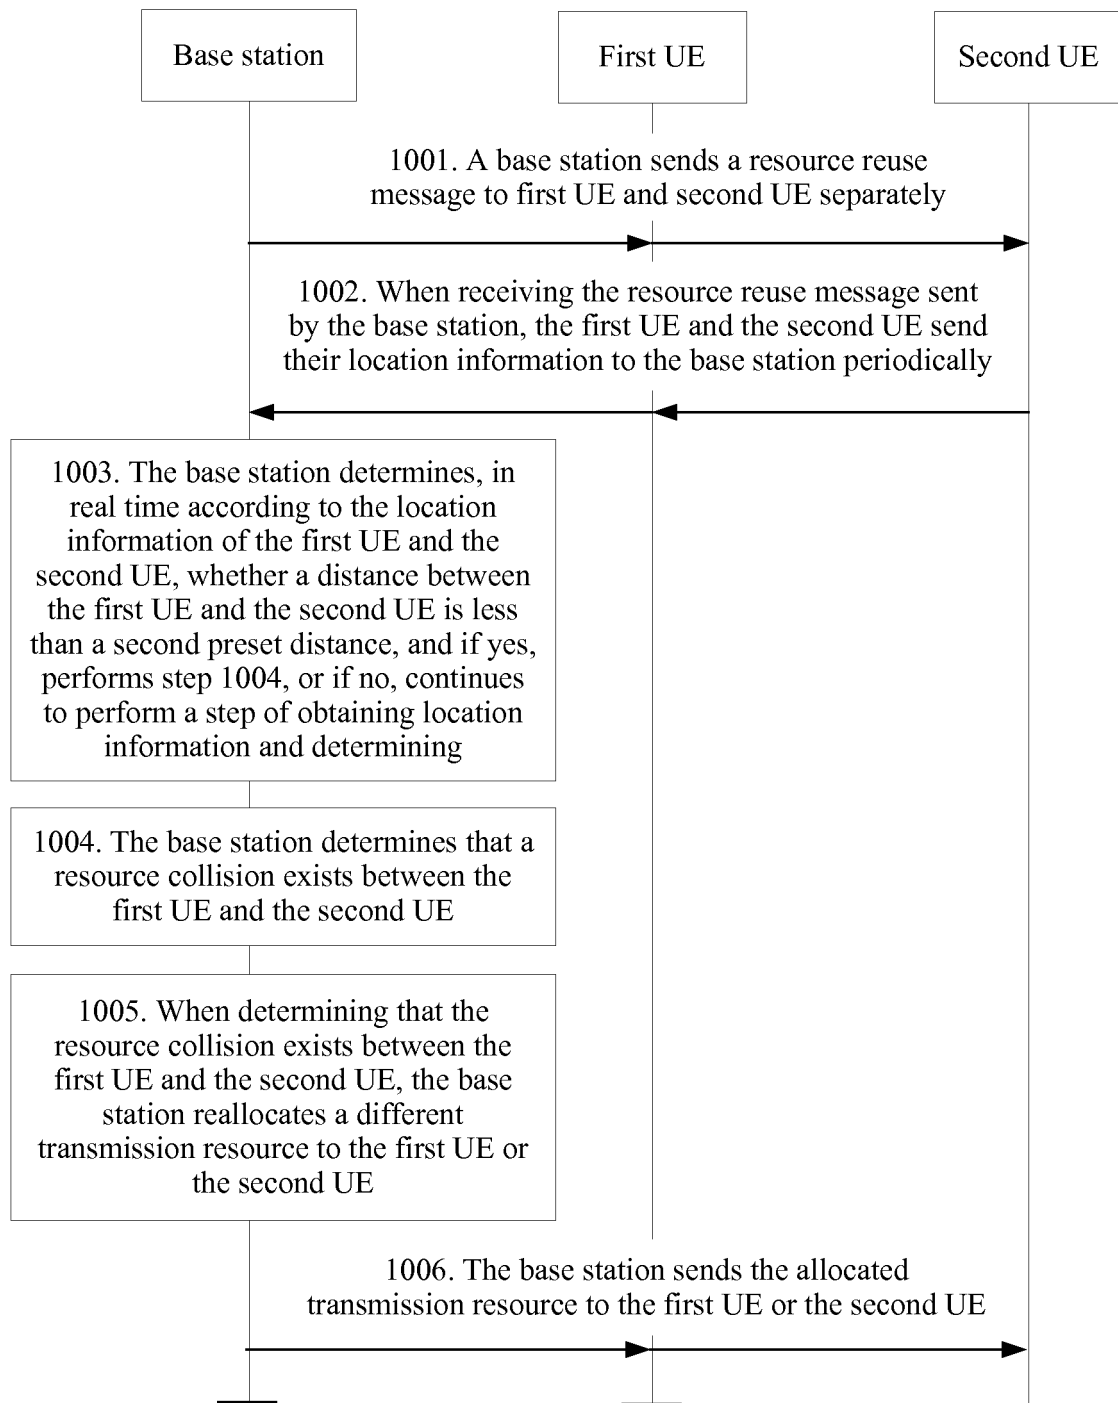 Base station
First UE
Second UE
1001. A base station sends a resource reuse
message to first UE and second UE separately
1002. When receiving the resource reuse message sent
by the base station, the first UE and the second UE send
their location information to the base station periodically
1003. The base station determines, in
real time according to the location
information of the first UE and the
second UE, whether a distance between
the first UE and the second UE is less
than a second preset distance, and if yes,
performs step 1004, or if no, continues
to perform a step of obtaining location
information and determining
1004. The base station determines that a
resource collision exists between the
first UE and the second UE
1005. When determining that the
resource collision exists between the
first UE and the second UE, the base
station reallocates a different
transmission resource to the first UE or
the second UE
1006. The base station sends the allocated
transmission resource to the first UE or the second UE